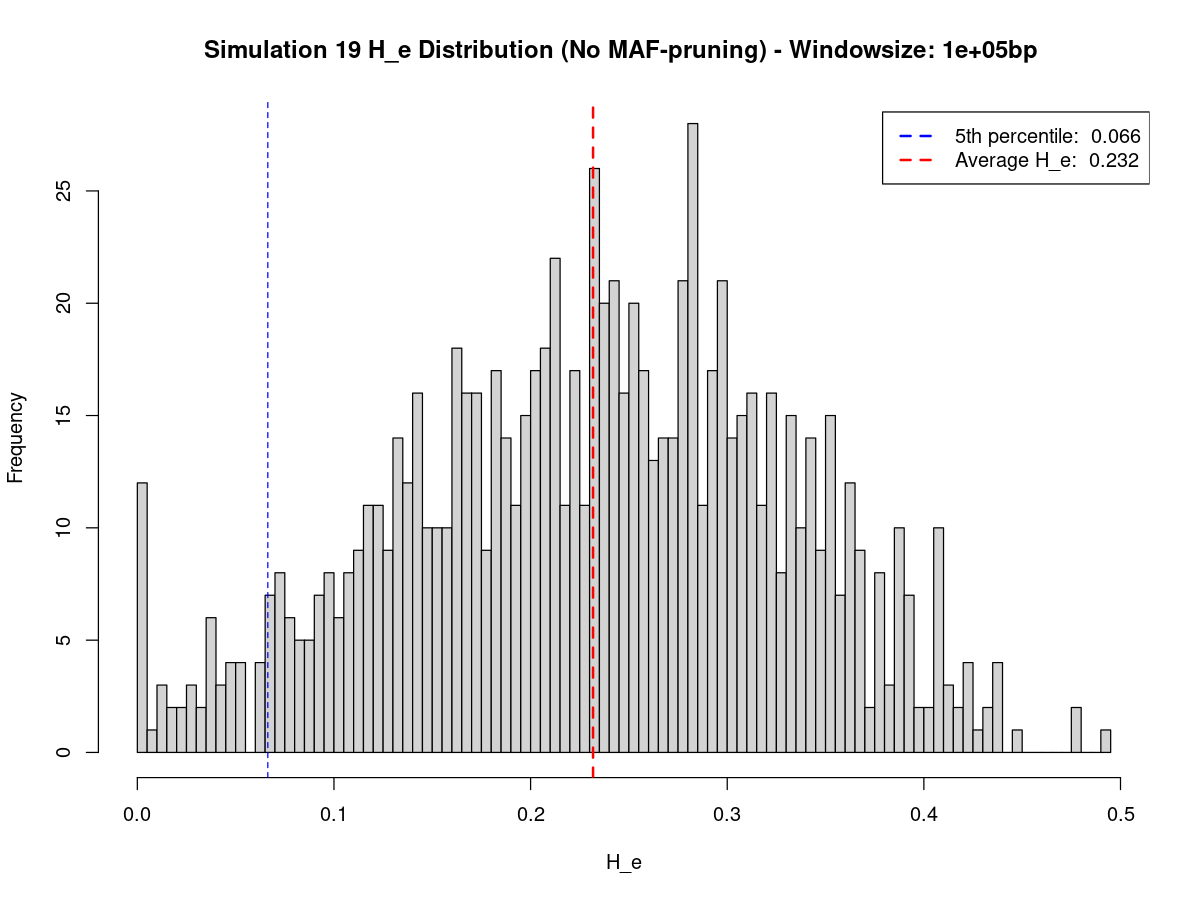 Simulation 19 H_e Distribution (No MAF-pruning) - Windowsize: 1e+05bp
5th percentile:  0.066
Average H_e:  0.232
Frequency
25
20
15
10
5
0
0.0 0.1 0.2 0.3 0.4 0.5
H_e